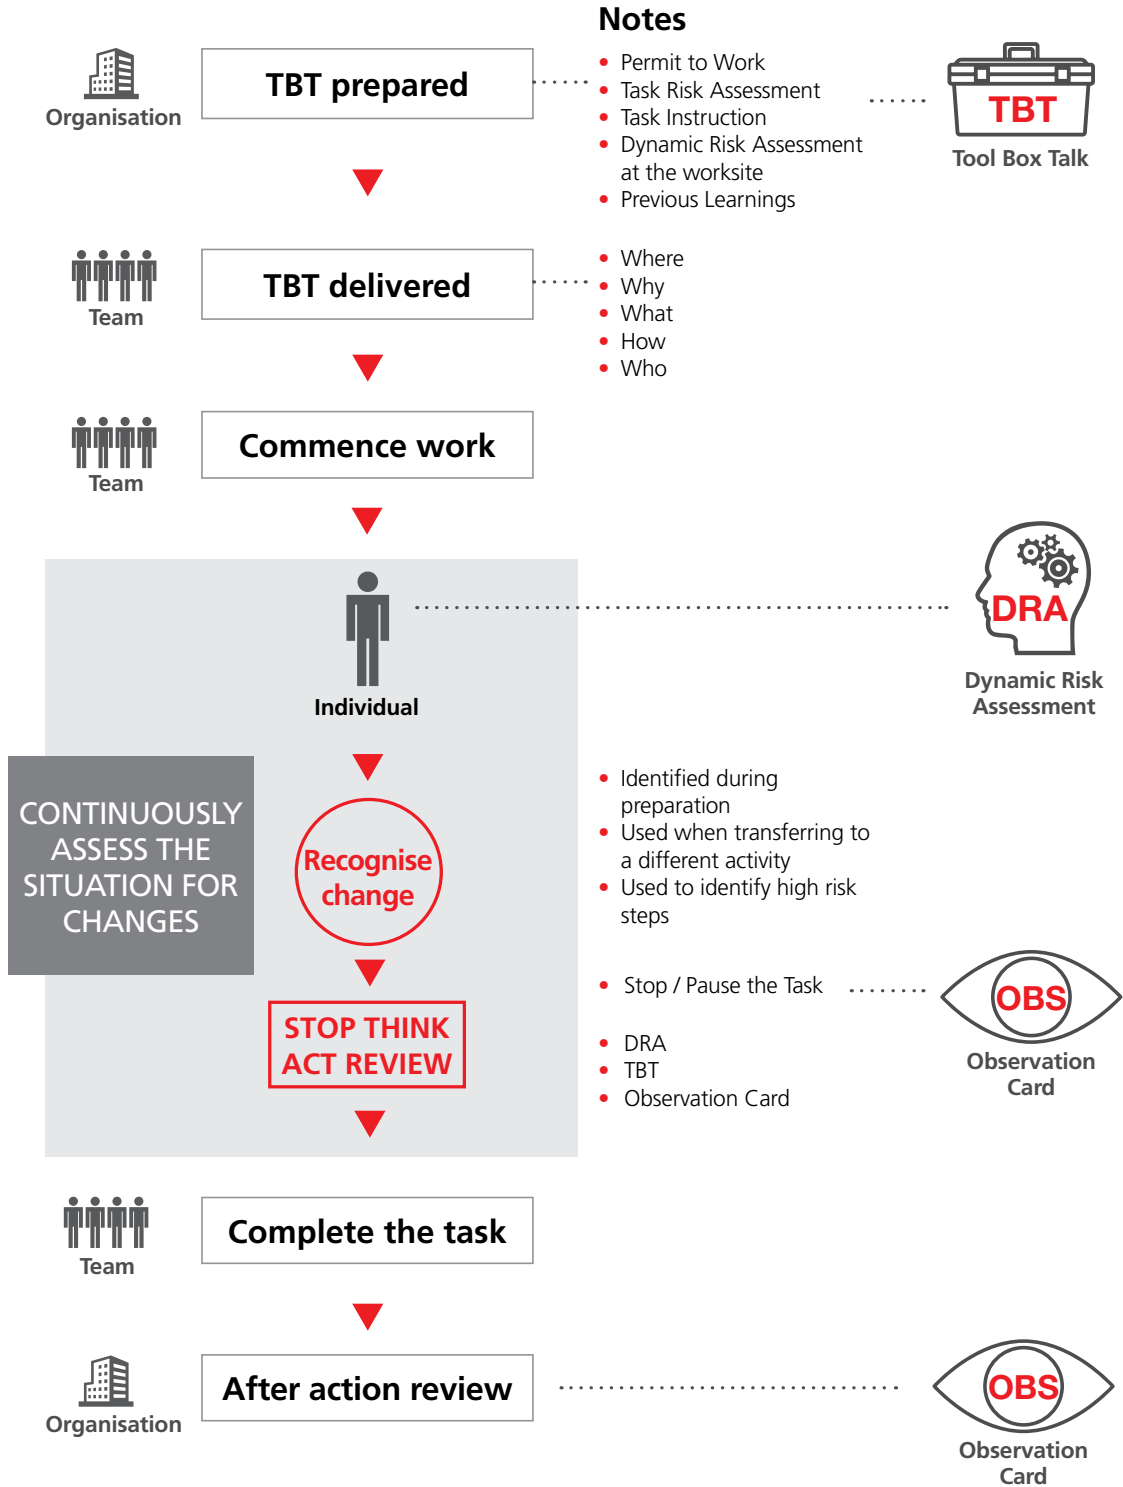 Notes
Organisation
TBT prepared
• Permit to Work
• Task Risk Assessment
• Task Instruction
• Dynamic Risk Assessment
at the worksite
• Previous Learnings
TBT
Tool Box Talk
Team
TBT delivered
• Where
• Why
• What
• How
• Who
Team
Commence work
Individual
DRA
Dynamic Risk
Assessment
CONTINUOUSLY
ASSESS THE
SITUATION FOR
CHANGES
Recognise
change
• Identified during
preparation
• Used when transferring to
a different activity
• Used to identify high risk
steps
STOP THINK
ACT REVIEW
• Stop / Pause the Task
• DRA
• TBT
• Observation Card
OBS
Observation
Card
Team
Complete the task
Organisation
After action review
OBS
Observation
Card